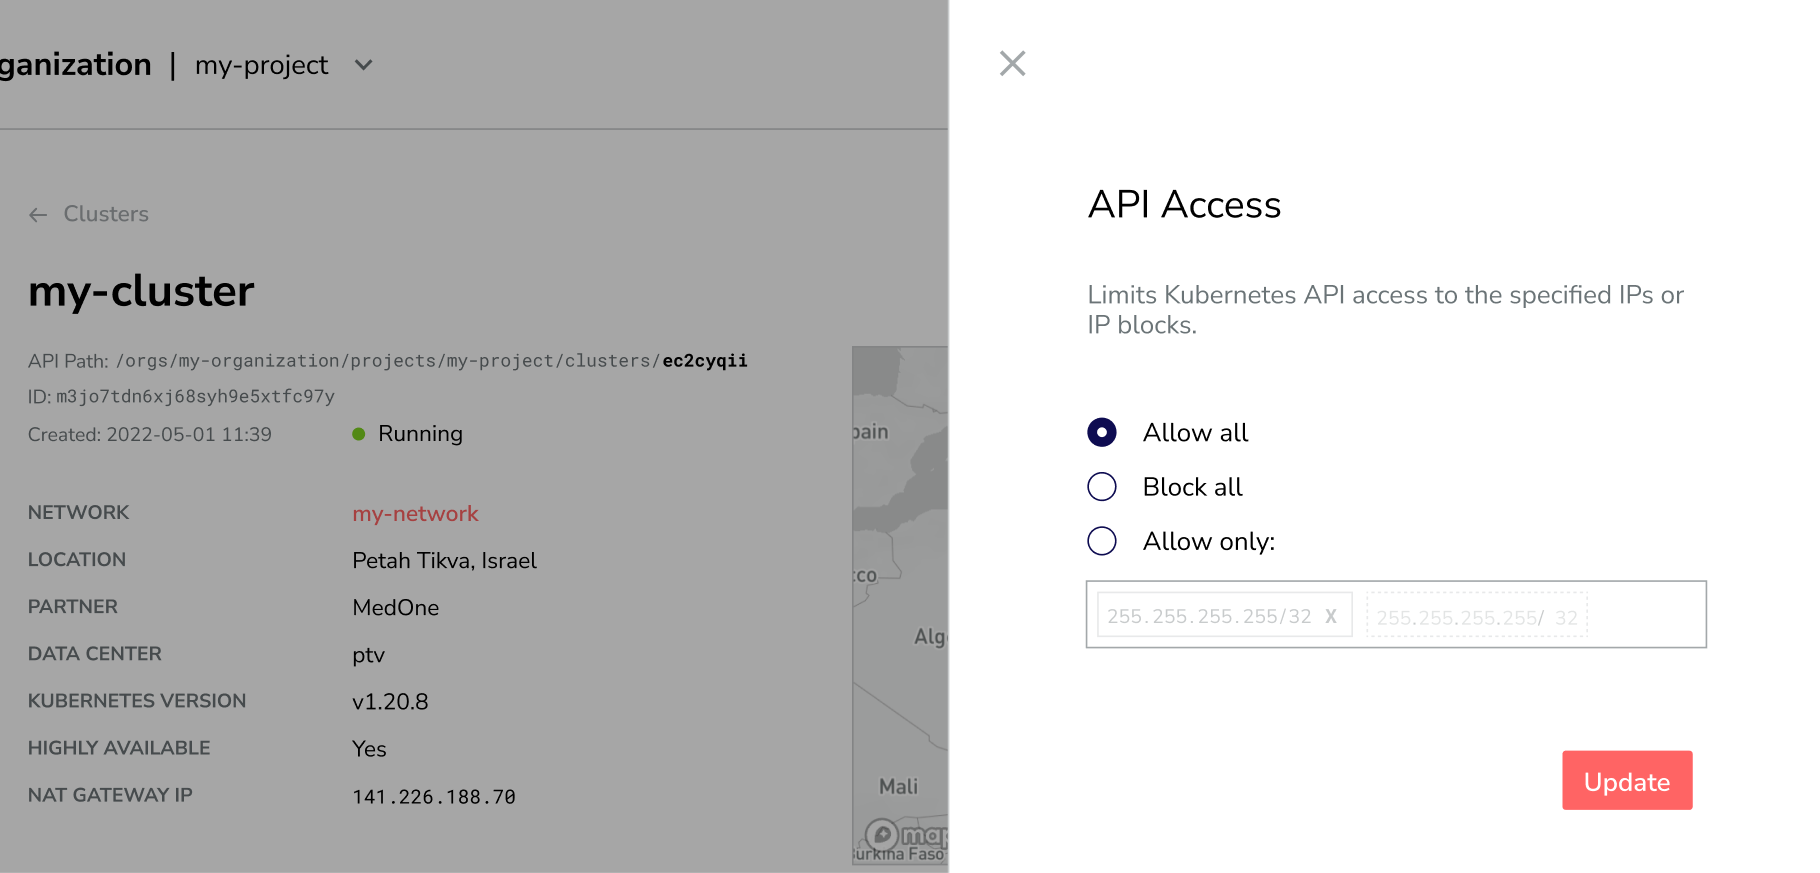 ganization | my-project
Clusters
my-cluster
API Path: /orgs/my-organization/projects/my-project/clusters/ec2cyqii
ID: m3jo7tdn6xj68syh9e5xtfc97y
Created: 2022-05-01 11:39
Running
NETWORK my-network
LOCATION Petah Tikva, Israel
PARTNER MedOne
DATA CENTER ptv
KUBERNETES VERSION v1.20.8
HIGHLY AVAILABLE Yes
NAT GATEWAY IP 141.226.188.70
pain
cco
Alg
Mali
map
Burkina Faso
API Access
Limits Kubernetes API access to the specified IPs or
IP blocks.
Allow all
Block all
Allow only:
255.255.255.255/32 X 255.255.255.255/ 32
Update